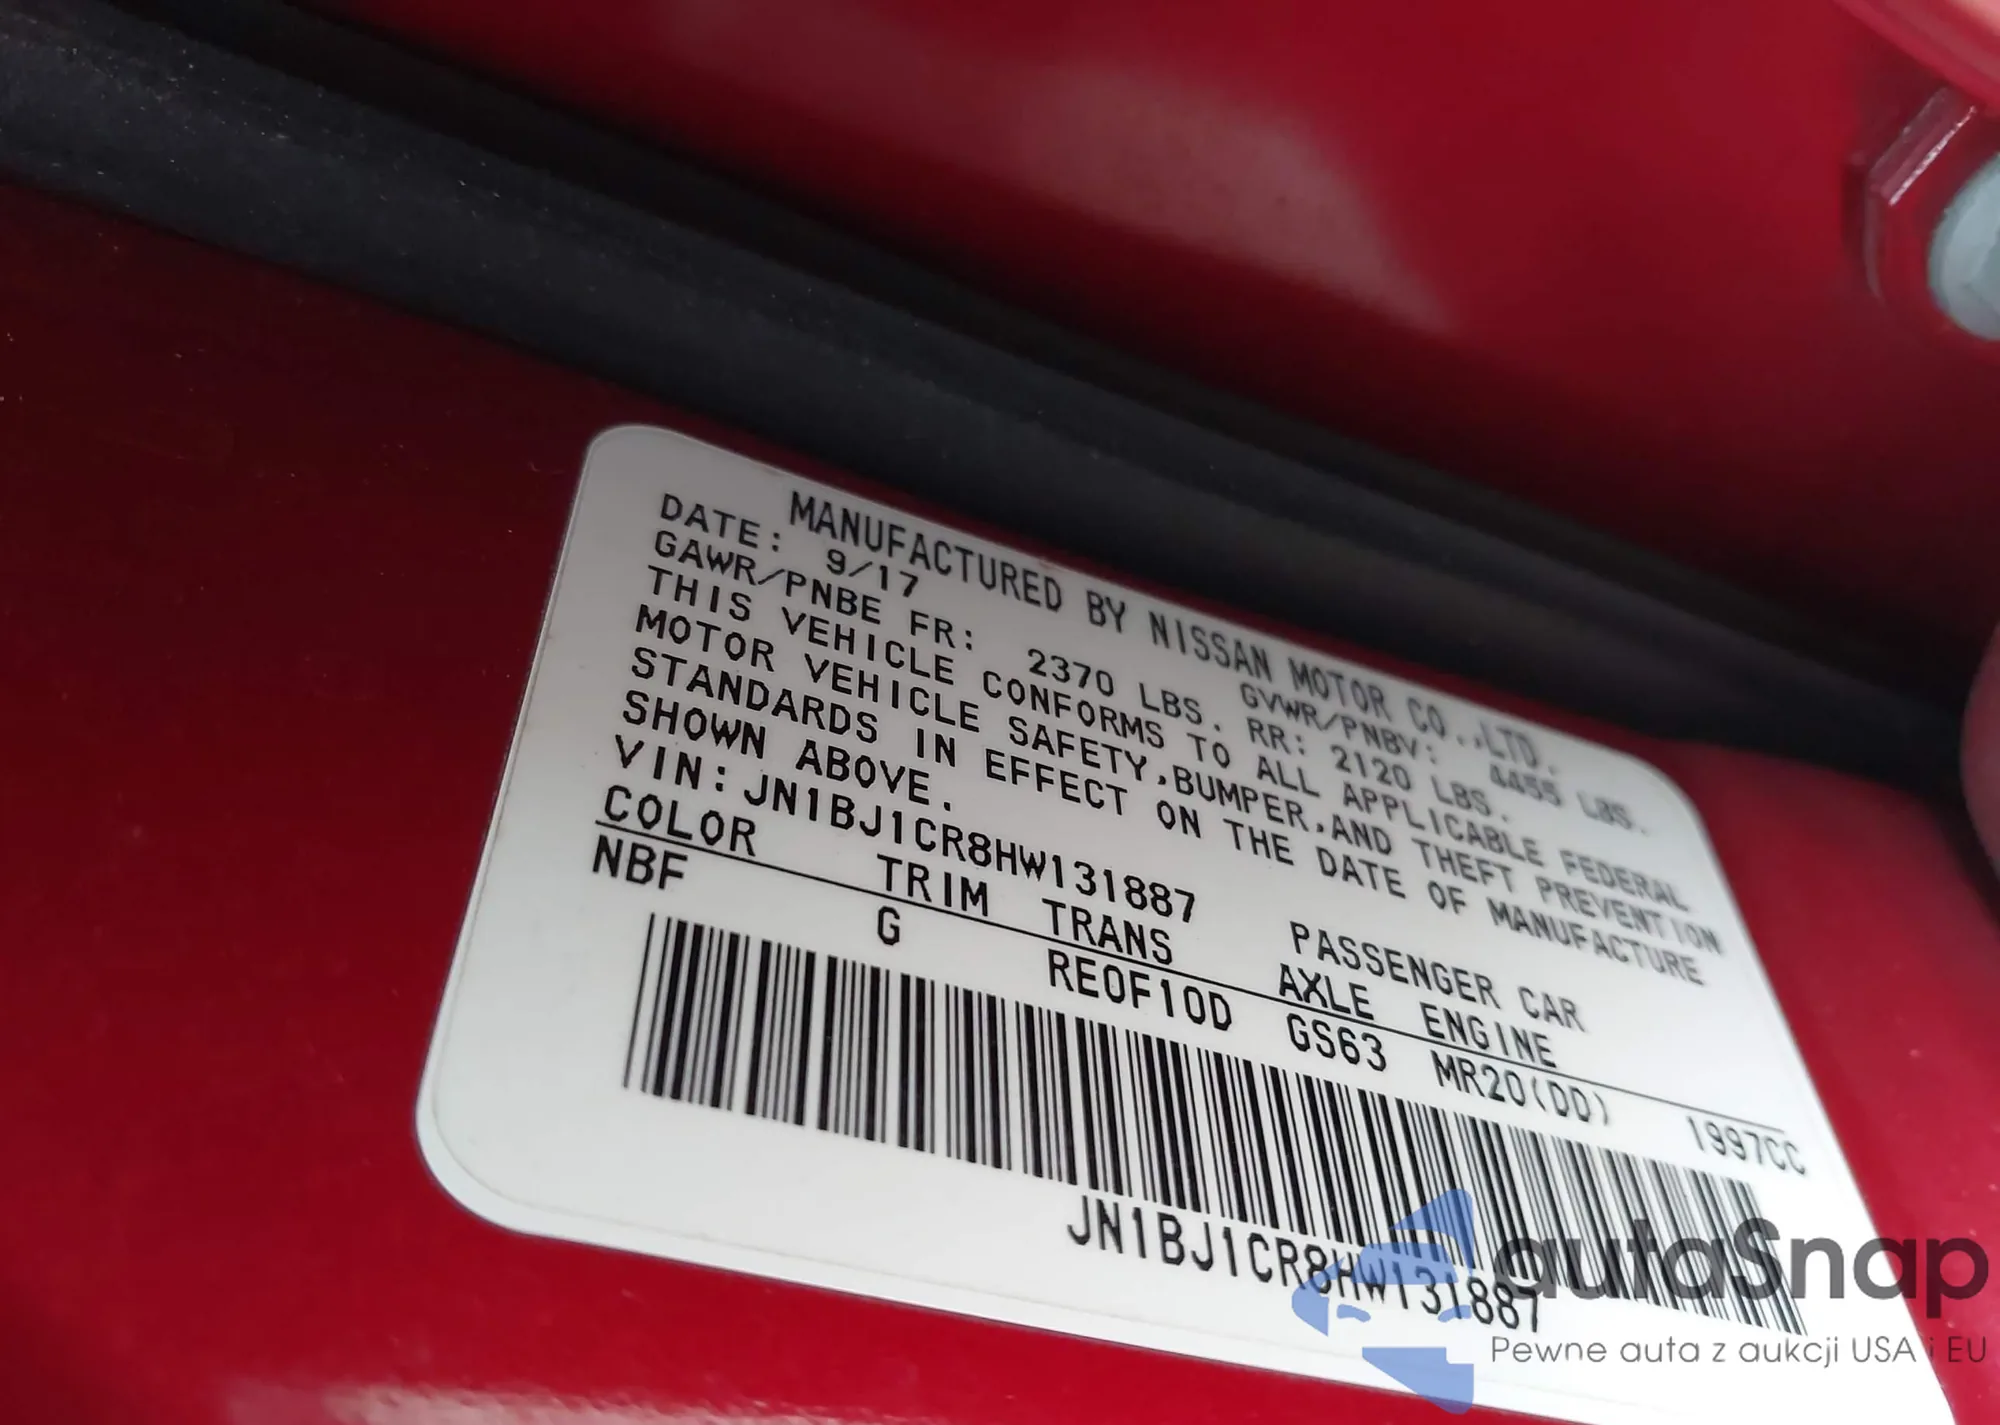 MANUFACTURED BY NISSAN MOTOR CO.,LTD.
DATE: 9/17 GVWR/PNBV: 4455 LBS.
GAWR/PNBE FR: 2370 LBS. RR: 2120 LBS.
THIS VEHICLE CONFORMS TO ALL APPLICABLE FEDERAL
MOTOR VEHICLE SAFETY,BUMPER,AND THEFT PREVENTION
STANDARDS IN EFFECT ON THE DATE OF MANUFACTURE
SHOWN ABOVE.
VIN:JN1BJ1CR8HW131887 PASSENGER CAR
COLOR TRIM TRANS AXLE ENGINE
NBF G RE0F10D GS63 MR20(DD) 1997CC
JN1BJ1CR8HW131887
autaSnap
Pewne auta z aukcji USA i EU